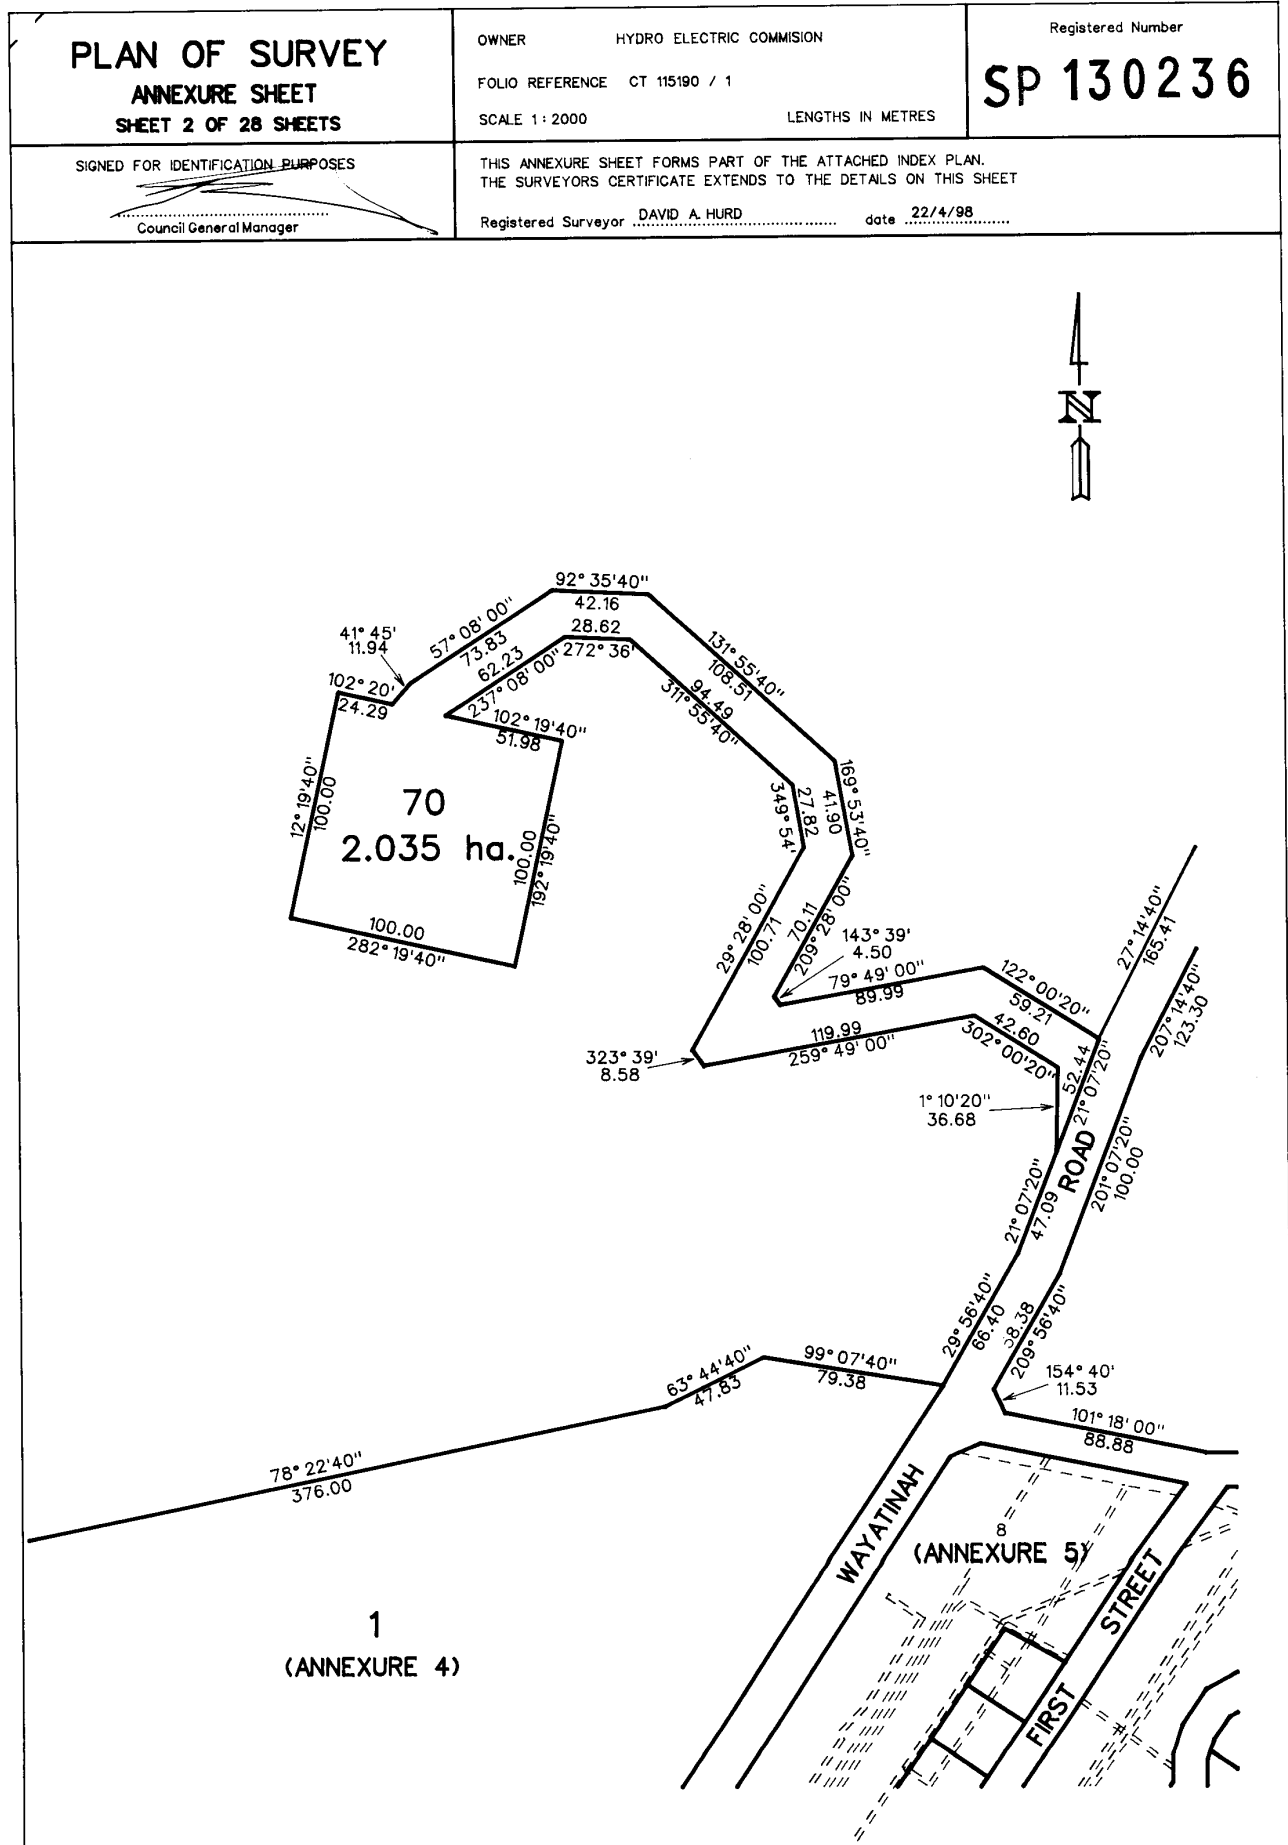 PLAN OF SURVEY
ANNEXURE SHEET
SHEET 2 OF 28 SHEETS
OWNER HYDRO ELECTRIC COMMISION
FOLIO REFERENCE CT 115190 / 1
SCALE 1 : 2000 LENGTHS IN METRES
Registered Number
SP 130236
SIGNED FOR IDENTIFICATION PURPOSES
Council General Manager
THIS ANNEXURE SHEET FORMS PART OF THE ATTACHED INDEX PLAN.
THE SURVEYORS CERTIFICATE EXTENDS TO THE DETAILS ON THIS SHEET
Registered Surveyor DAVID A. HURD date 22/4/98
N
92° 35'40"
42.16
28.62
272° 36'
57° 08' 00"
73.83
62.23
237° 08' 00"
41° 45'
11.94
131° 55'40"
108.51
94.49
311° 55'40"
102° 20'
24.29
102° 19'40"
51.98
12° 19'40"
100.00
70
2.035 ha.
100.00
192° 19'40"
100.00
282° 19'40"
169° 53'40"
41.90
27.82
349° 54'
29° 28' 00"
100.71
70.11
209° 28' 00"
143° 39'
4.50
79° 49' 00"
89.99
122° 00'20"
59.21
42.60
302° 00'20"
27° 14'40"
165.41
207° 14'40"
123.30
119.99
259° 49' 00"
323° 39'
8.58
52.44
21° 07'20"
1° 10'20"
36.68
ROAD
201° 07'20"
100.00
21° 07'20"
47.09
29° 56'40"
66.40
209° 56'40"
63° 44'40"
47.83
99° 07'40"
79.38
154° 40'
11.53
101° 18' 00"
88.88
78° 22'40"
376.00
WAYATINAH
8
(ANNEXURE 5)
FIRST STREET
1
(ANNEXURE 4)